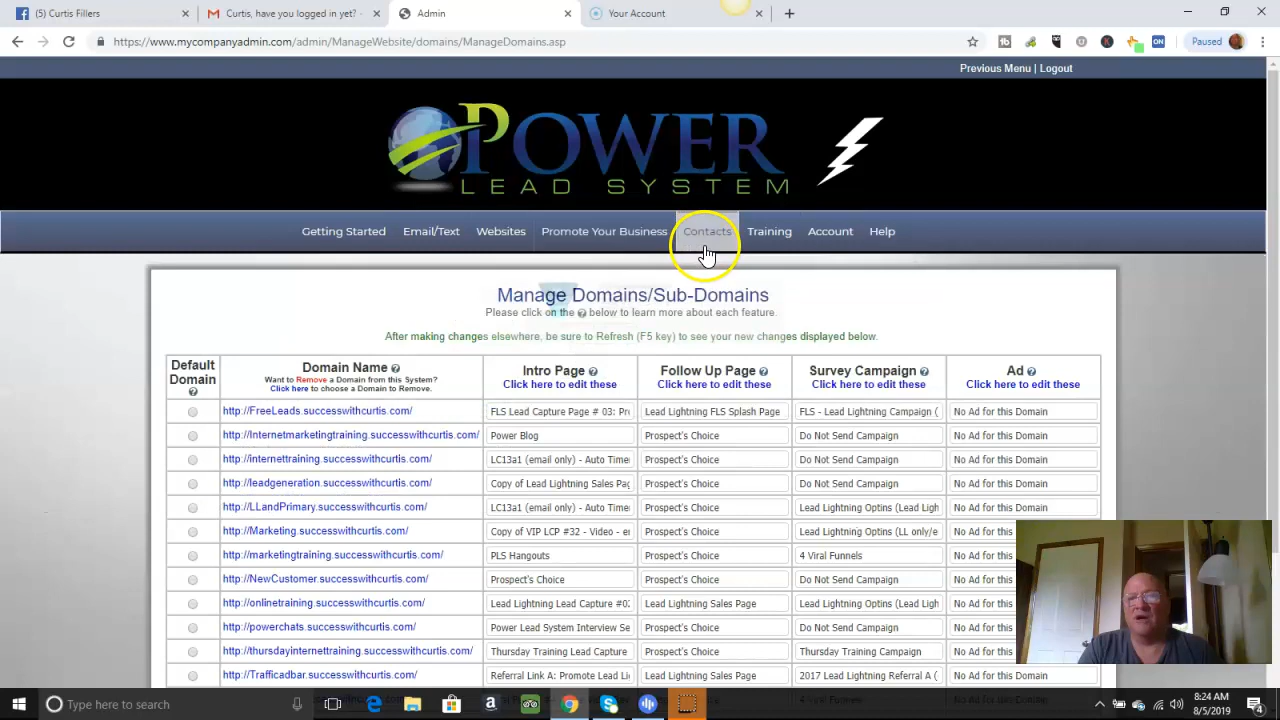 (5) Curtis Fillers
Curtis, have you logged in yet? -
Admin
Your Account
https://www.mycompanyadmin.com/admin/ManageWebsite/domains/ManageDomains.asp
Paused
Previous Menu | Logout
POWER
LEAD SYSTEM
Getting Started Email/Text Websites Promote Your Business Contacts Training Account Help
Manage Domains/Sub-Domains
Please click on the ? below to learn more about each feature.
After making changes elsewhere, be sure to Refresh (F5 key) to see your new changes displayed below.
Default Domain ? Domain Name ? Intro Page ? Follow Up Page ? Survey Campaign ? Ad ?
Want to Remove a Domain from this System?
Click here to choose a Domain to Remove. Click here to edit these Click here to edit these Click here to edit these Click here to edit these
http://FreeLeads.successwithcurtis.com/ FLS Lead Capture Page # 03: Pr Lead Lightning FLS Splash Page FLS - Lead Lightning Campaign ( No Ad for this Domain
http://Internetmarketingtraining.successwithcurtis.com/ Power Blog Prospect's Choice Do Not Send Campaign No Ad for this Domain
http://internettraining.successwithcurtis.com/ LC13a1 (email only) - Auto Time Prospect's Choice Do Not Send Campaign No Ad for this Domain
http://leadgeneration.successwithcurtis.com/ Copy of Lead Lightning Sales Pa Prospect's Choice Do Not Send Campaign No Ad for this Domain
http://LLandPrimary.successwithcurtis.com/ LC13a1 (email only) - Auto Time Prospect's Choice Lead Lightning Optins (Lead Ligh No Ad for this Domain
http://Marketing.successwithcurtis.com/ Copy of VIP LCP #32 - Video - e Prospect's Choice Lead Lightning Optins (LL only/e No Ad for this
http://marketingtraining.successwithcurtis.com/ PLS Hangouts Prospect's Choice 4 Viral Funnels No Ad for this
http://NewCustomer.successwithcurtis.com/ Prospect's Choice Prospect's Choice Do Not Send Campaign No Ad for this
http://onlinetraining.successwithcurtis.com/ Lead Lightning Lead Capture #0 Lead Lightning Sales Page Lead Lightning Optins (Lead Ligh No Ad for this
http://powerchats.successwithcurtis.com/ Power Lead System Interview Se Prospect's Choice Do Not Send Campaign No Ad for this
http://thursdayinternettraining.successwithcurtis.com/ Thursday Training Lead Capture Prospect's Choice Thursday Training Campaign No Ad for this
http://Trafficadbar.successwithcurtis.com/ Referral Link A: Promote Lead Li Lead Lightning Sales Page 2017 Lead Lightning Referral A ( No Ad for this
Type here to search
8:24 AM
8/5/2019